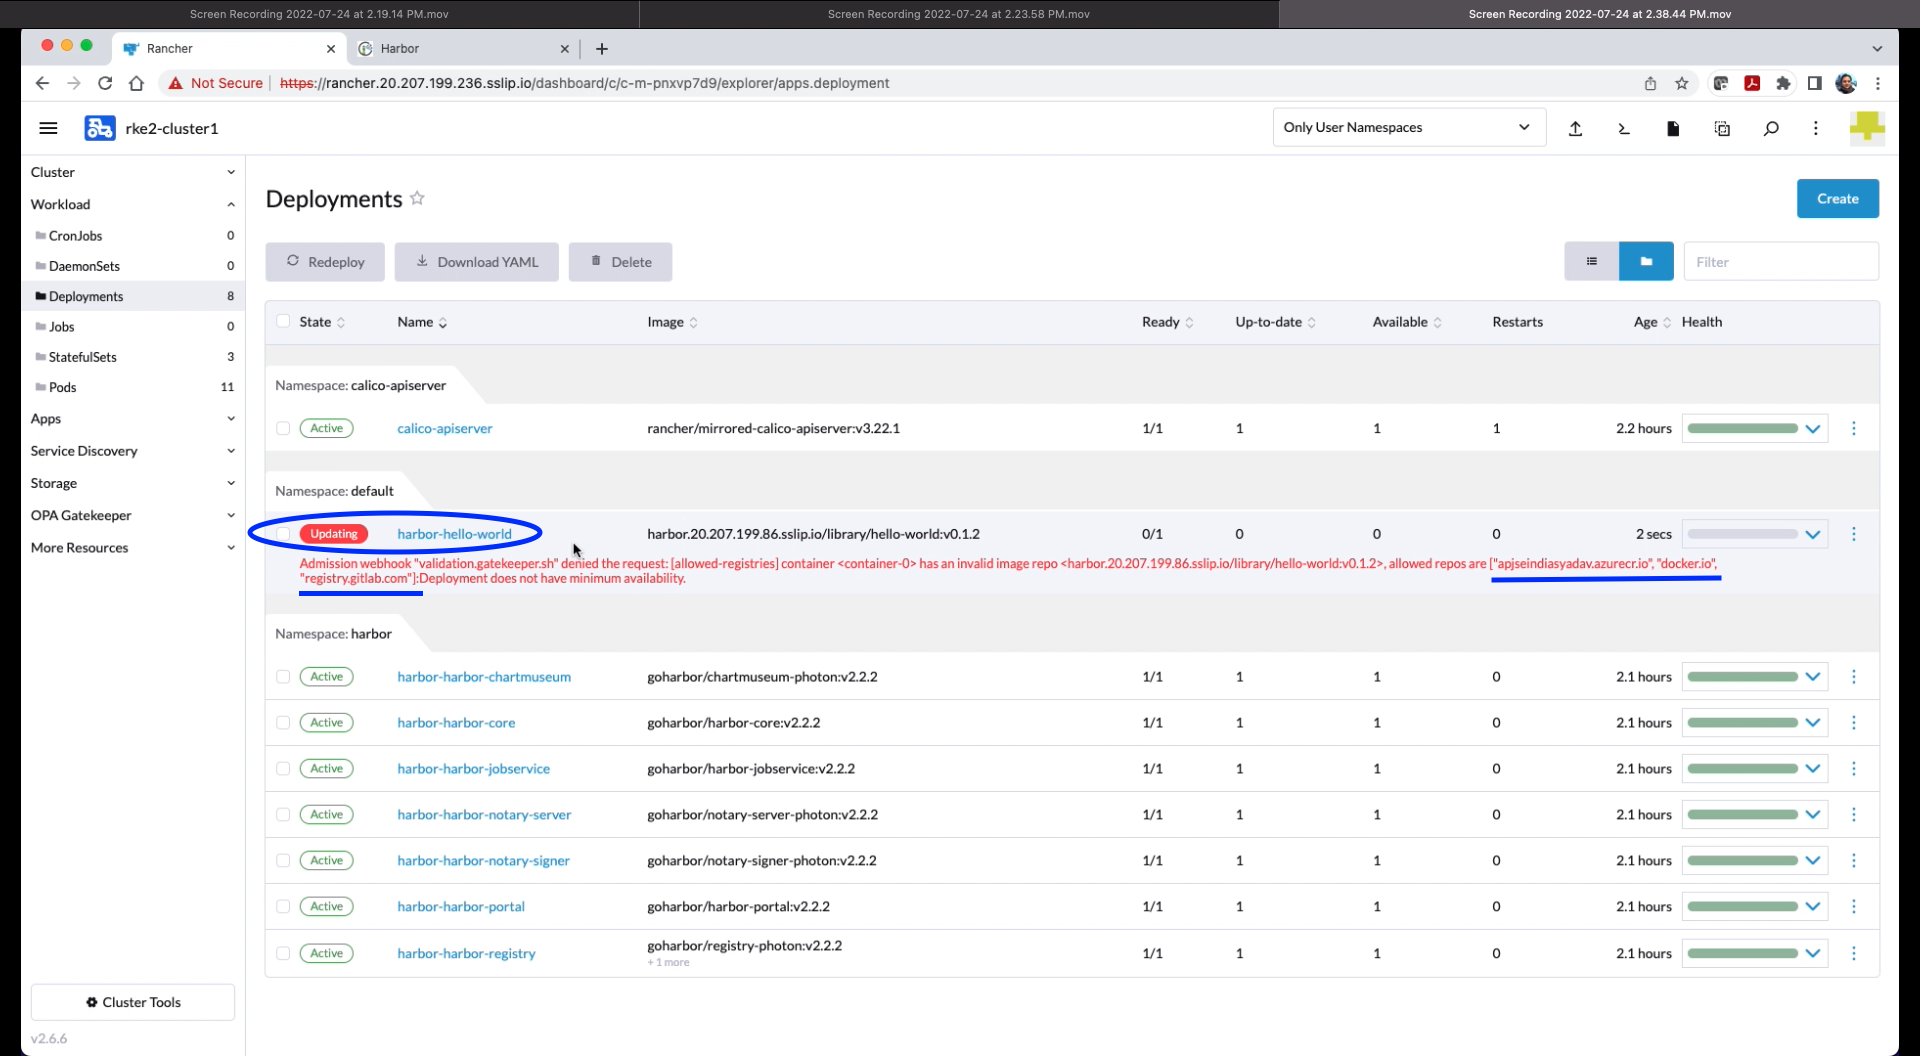 Screen Recording 2022-07-24 at 2.19.14 PM.mov
Screen Recording 2022-07-24 at 2.23.58 PM.mov
Screen Recording 2022-07-24 at 2.38.44 PM.mov
Rancher
Harbor
Not Secure
https://rancher.20.207.199.236.sslip.io/dashboard/c/c-m-pnxvp7d9/explorer/apps.deployment
rke2-cluster1
Only User Namespaces
Cluster
Workload
CronJobs 0
DaemonSets 0
Deployments 8
Jobs 0
StatefulSets 3
Pods 11
Apps
Service Discovery
Storage
OPA Gatekeeper
More Resources
Cluster Tools
v2.6.6
Deployments
Create
Redeploy
Download YAML
Delete
Filter
State Name Image Ready Up-to-date Available Restarts Age Health
Namespace: calico-apiserver
Active calico-apiserver rancher/mirrored-calico-apiserver:v3.22.1 1/1 1 1 1 2.2 hours
Namespace: default
Updating harbor-hello-world harbor.20.207.199.86.sslip.io/library/hello-world:v0.1.2 0/1 0 0 0 2 secs
Admission webhook "validation.gatekeeper.sh" denied the request: [allowed-registries] container <container-0> has an invalid image repo <harbor.20.207.199.86.sslip.io/library/hello-world:v0.1.2>, allowed repos are ["apjseindiasyadav.azurecr.io", "docker.io",
"registry.gitlab.com"]:Deployment does not have minimum availability.
Namespace: harbor
Active harbor-harbor-chartmuseum goharbor/chartmuseum-photon:v2.2.2 1/1 1 1 0 2.1 hours
Active harbor-harbor-core goharbor/harbor-core:v2.2.2 1/1 1 1 0 2.1 hours
Active harbor-harbor-jobservice goharbor/harbor-jobservice:v2.2.2 1/1 1 1 0 2.1 hours
Active harbor-harbor-notary-server goharbor/notary-server-photon:v2.2.2 1/1 1 1 0 2.1 hours
Active harbor-harbor-notary-signer goharbor/notary-signer-photon:v2.2.2 1/1 1 1 0 2.1 hours
Active harbor-harbor-portal goharbor/harbor-portal:v2.2.2 1/1 1 1 0 2.1 hours
Active harbor-harbor-registry goharbor/registry-photon:v2.2.2 1/1 1 1 0 2.1 hours
+ 1 more